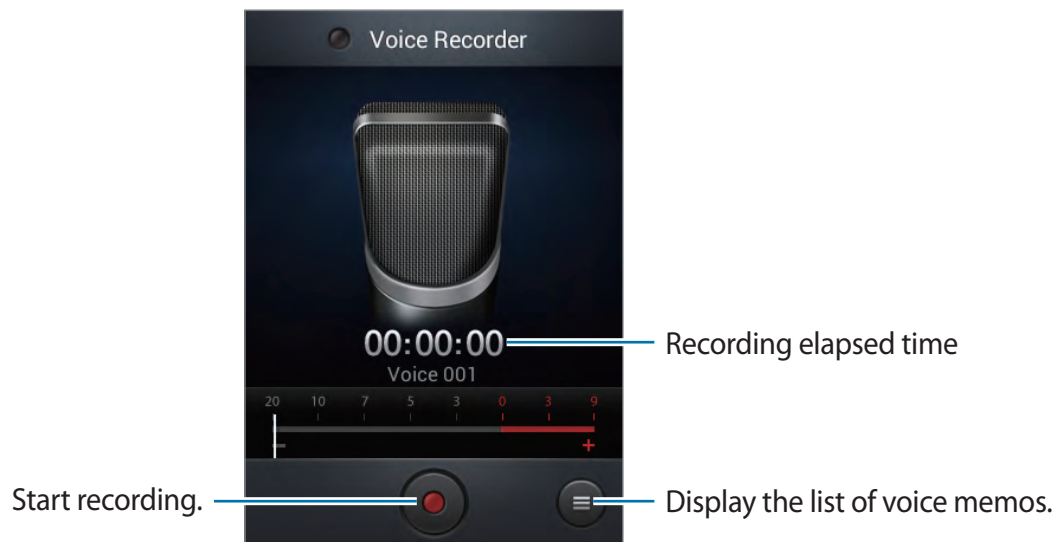 Voice Recorder
00:00:00
Recording elapsed time
Voice 001
20 10 7 5 3 0 3 9
− +
Start recording.
Display the list of voice memos.